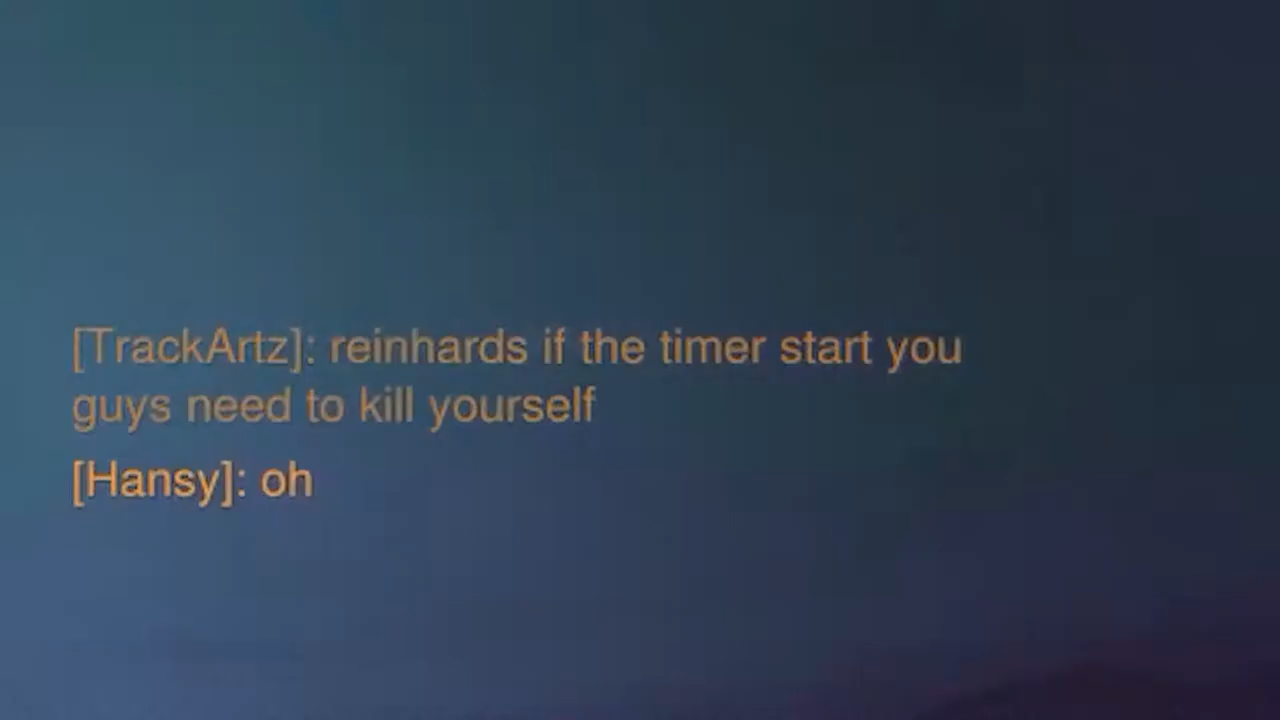 [TrackArtz]: reinhards if the timer start you
guys need to kill yourself
[Hansy]: oh